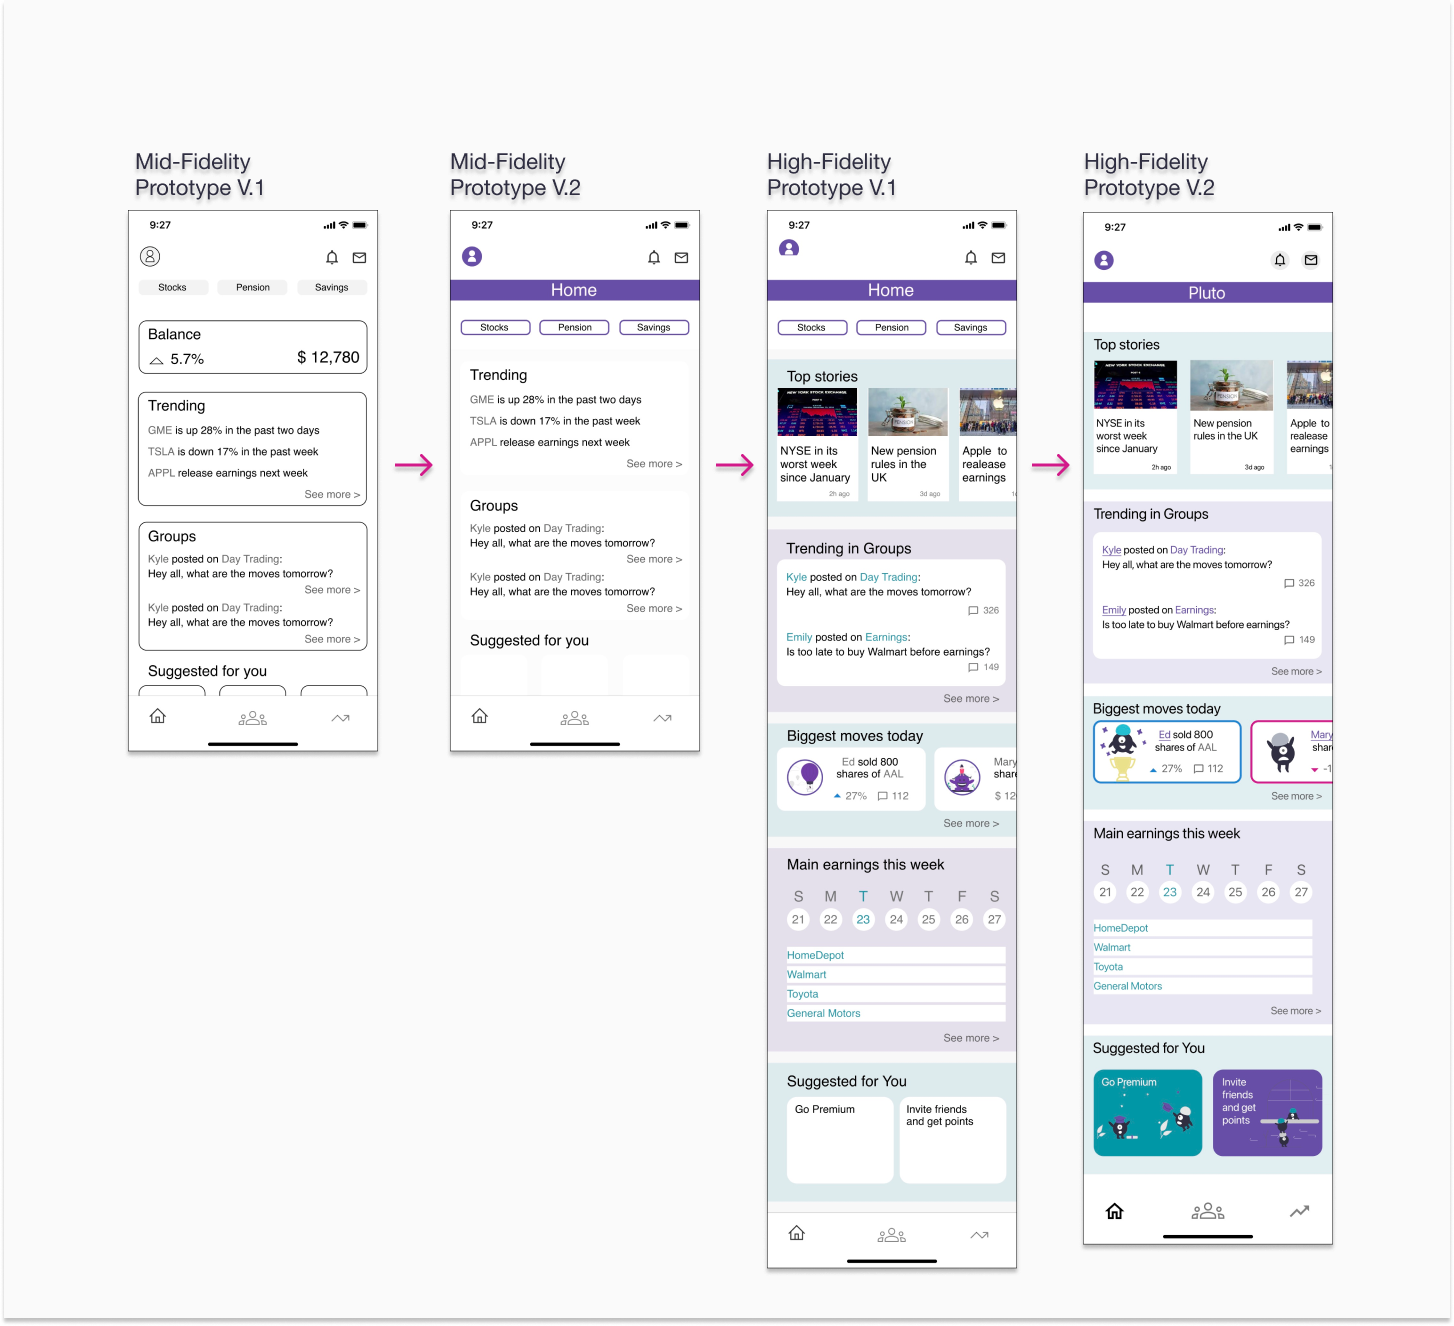 Mid-Fidelity
Prototype V.1
9:27
Stocks
Pension
Savings
Balance
5.7%
$ 12,780
Trending
GME is up 28% in the past two days
TSLA is down 17% in the past week
APPL release earnings next week
See more >
Groups
Kyle posted on Day Trading:
Hey all, what are the moves tomorrow?
See more >
Kyle posted on Day Trading:
Hey all, what are the moves tomorrow?
See more >
Suggested for you
Mid-Fidelity
Prototype V.2
9:27
Home
Stocks
Pension
Savings
Trending
GME is up 28% in the past two days
TSLA is down 17% in the past week
APPL release earnings next week
See more >
Groups
Kyle posted on Day Trading:
Hey all, what are the moves tomorrow?
See more >
Kyle posted on Day Trading:
Hey all, what are the moves tomorrow?
See more >
Suggested for you
High-Fidelity
Prototype V.1
9:27
Home
Stocks
Pension
Savings
Top stories
NEW YORK STOCK EXCHANGE
PENSION
NYSE in its
worst week
since January
2h ago
New pension
rules in the
UK
3d ago
Apple to
realease
earnings
Trending in Groups
Kyle posted on Day Trading:
Hey all, what are the moves tomorrow?
326
Emily posted on Earnings:
Is too late to buy Walmart before earnings?
149
See more >
Biggest moves today
Ed sold 800
shares of AAL
27%
112
Mary
share
$ 12
See more >
Main earnings this week
S M T W T F S
21 22 23 24 25 26 27
HomeDepot
Walmart
Toyota
General Motors
See more >
Suggested for You
Go Premium
Invite friends
and get points
High-Fidelity
Prototype V.2
9:27
Pluto
Top stories
NEW YORK STOCK EXCHANGE
PENSION
NYSE in its
worst week
since January
2h ago
New pension
rules in the UK
3d ago
Apple to
realease
earnings
Trending in Groups
Kyle posted on Day Trading:
Hey all, what are the moves tomorrow?
326
Emily posted on Earnings:
Is too late to buy Walmart before earnings?
149
See more >
Biggest moves today
Ed sold 800
shares of AAL
27%
112
Mary
shar
-1
See more >
Main earnings this week
S M T W T F S
21 22 23 24 25 26 27
HomeDepot
Walmart
Toyota
General Motors
See more >
Suggested for You
Go Premium
Invite
friends
and get
points